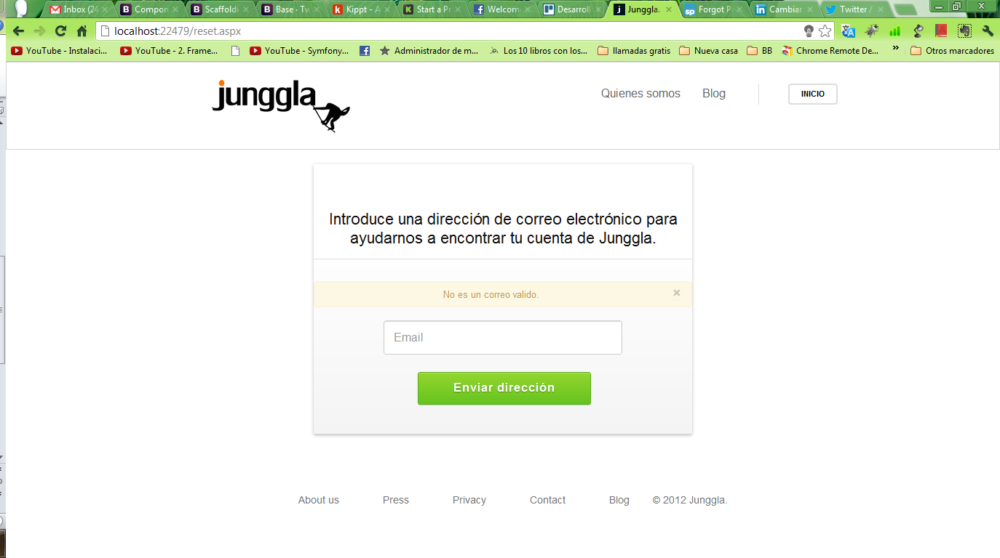 Inbox (24
Compon
Scaffoldi
Base · Tw
Kippt - A
Start a Pr
Welcom
Desarroll
Junggla.
Forgot P
Cambiar
Twitter /
localhost:22479/reset.aspx
YouTube - Instalaci...
YouTube - 2. Frame...
YouTube - Symfony...
Administrador de m...
Los 10 libros con los...
llamadas gratis
Nueva casa
BB
Chrome Remote De...
Otros marcadores
junggla
Quienes somos
Blog
INICIO
Introduce una dirección de correo electrónico para
ayudarnos a encontrar tu cuenta de Junggla.
No es un correo valido.
Email
Enviar dirección
About us
Press
Privacy
Contact
Blog
© 2012 Junggla.